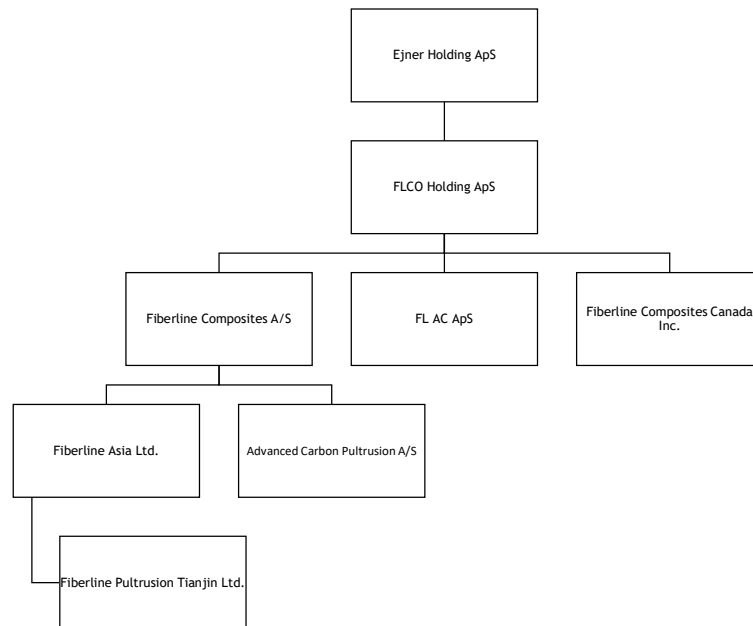 Ejner Holding ApS
FLCO Holding ApS
Fiberline Composites A/S
FL AC ApS
Fiberline Composites Canada
Inc.
Fiberline Asia Ltd.
Advanced Carbon Pultrusion A/S
Fiberline Pultrusion Tianjin Ltd.